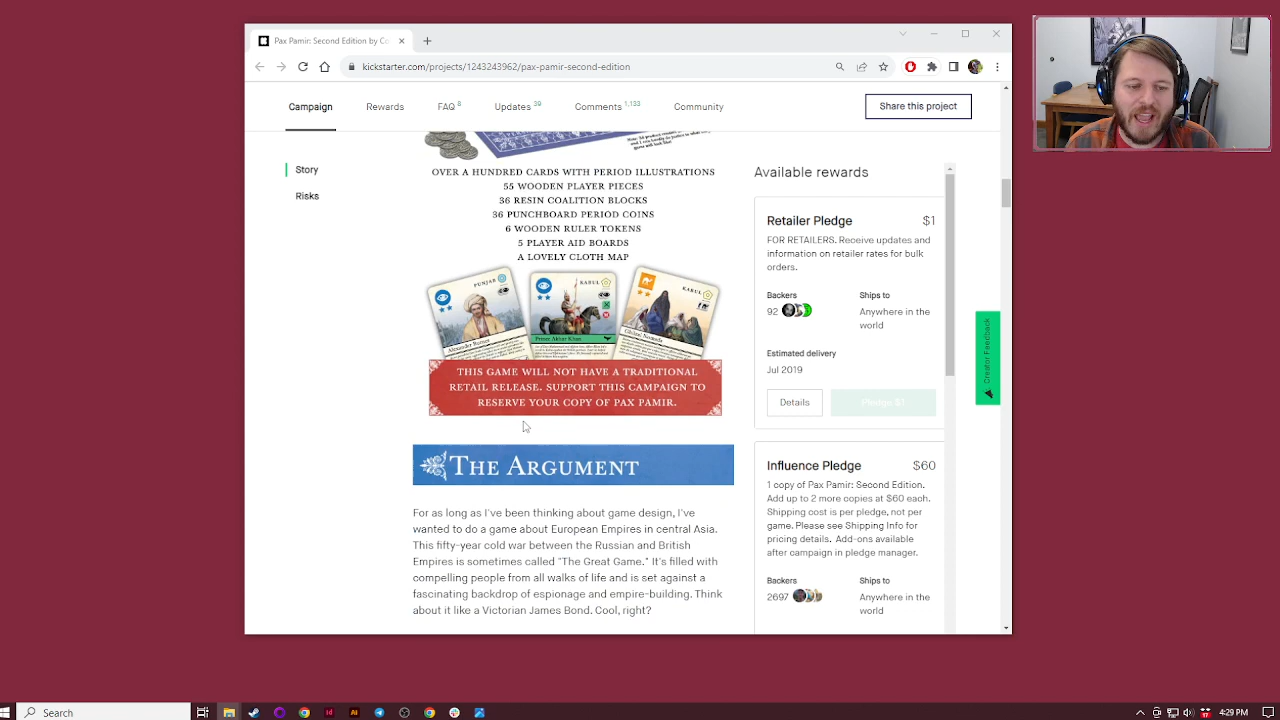 Pax Pamir: Second Edition by Co
kickstarter.com/projects/1243243962/pax-pamir-second-edition
Campaign
Rewards
FAQ 8
Updates 39
Comments 1,133
Community
Share this project
Story
Risks
OVER A HUNDRED CARDS WITH PERIOD ILLUSTRATIONS
55 WOODEN PLAYER PIECES
36 RESIN COALITION BLOCKS
36 PUNCHBOARD PERIOD COINS
6 WOODEN RULER TOKENS
5 PLAYER AID BOARDS
A LOVELY CLOTH MAP
PUNJAB
KABUL
KABUL
Alexander Burnes
Prince Akbar Khan
Ghilzai Nomads
THIS GAME WILL NOT HAVE A TRADITIONAL
RETAIL RELEASE. SUPPORT THIS CAMPAIGN TO
RESERVE YOUR COPY OF PAX PAMIR.
THE ARGUMENT
For as long as I've been thinking about game design, I've
wanted to do a game about European Empires in central Asia.
This fifty-year cold war between the Russian and British
Empires is sometimes called "The Great Game." It's filled with
compelling people from all walks of life and is set against a
fascinating backdrop of espionage and empire-building. Think
about it like a Victorian James Bond. Cool, right?
Available rewards
Retailer Pledge $1
FOR RETAILERS. Receive updates and
information on retailer rates for bulk
orders.
Backers
92
Ships to
Anywhere in the
world
Estimated delivery
Jul 2019
Details
Pledge $1
Influence Pledge $60
1 copy of Pax Pamir: Second Edition.
Add up to 2 more copies at $60 each.
Shipping cost is per pledge, not per
game. Please see Shipping Info for
pricing details. Add-ons available
after campaign in pledge manager.
Backers
2697
Ships to
Anywhere in the
world
Creator Feedback
Search
4:29 PM